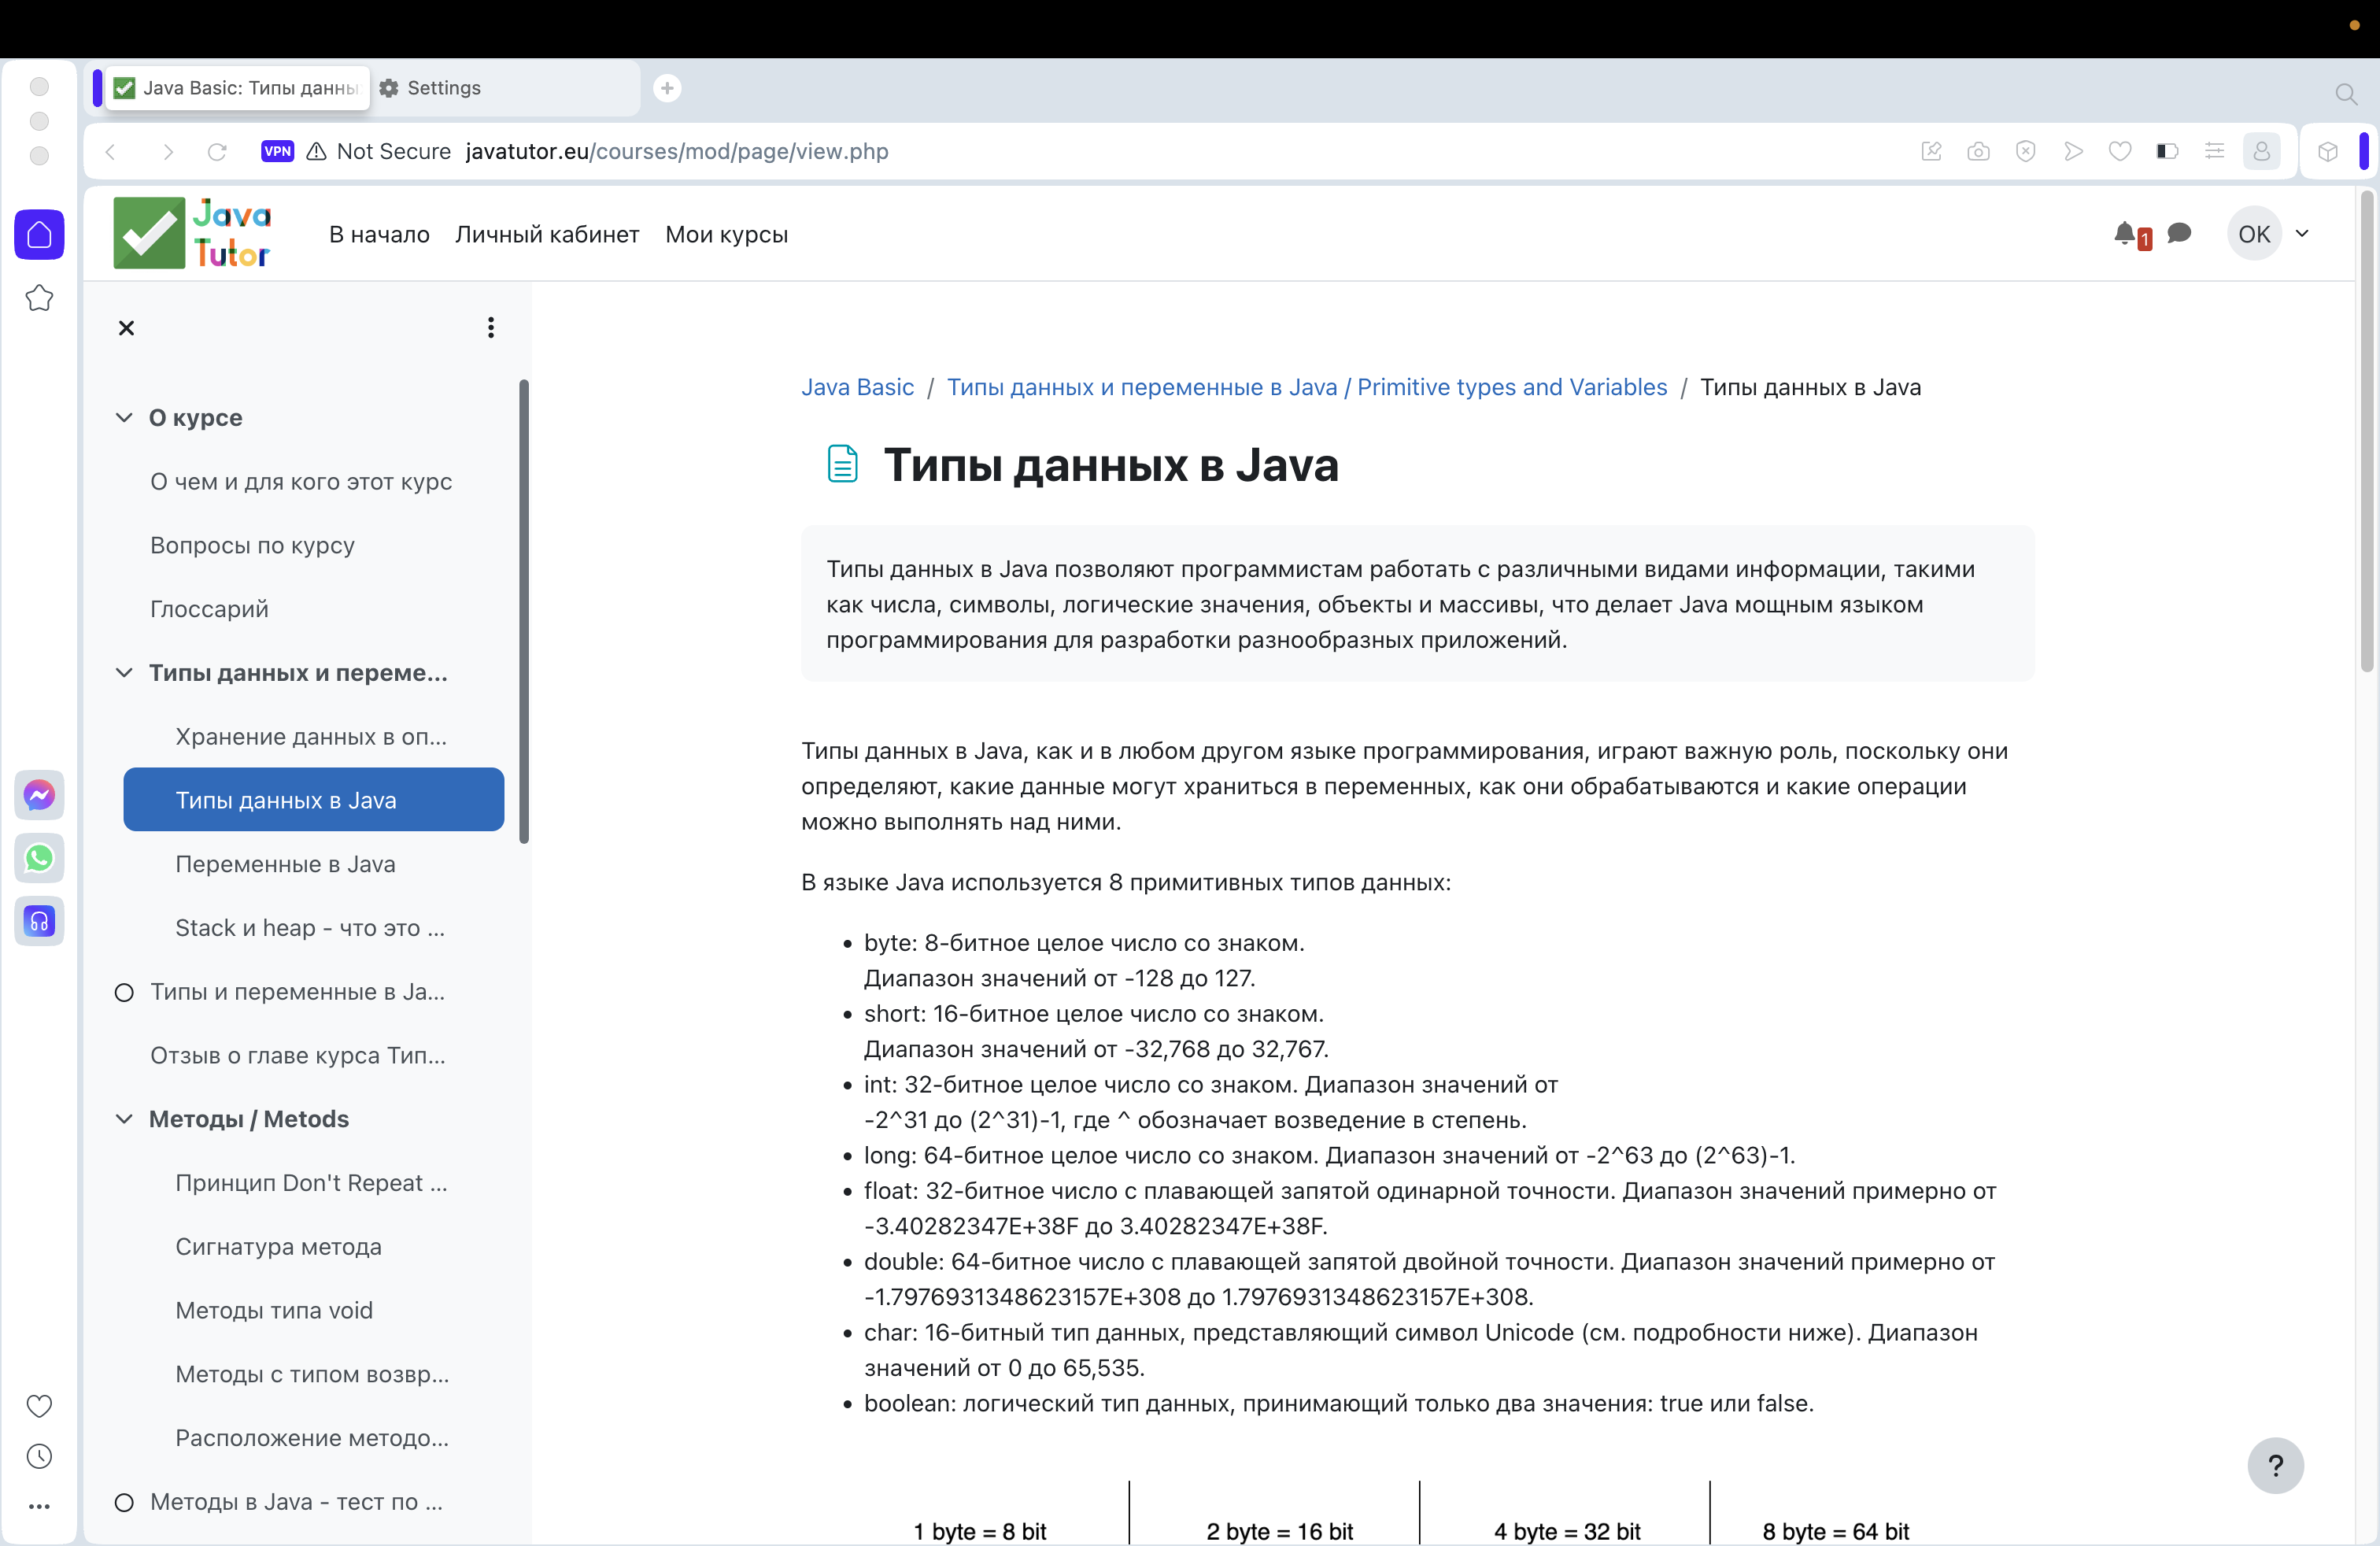 Java Basic: Типы данны
Settings
VPN
Not Secure javatutor.eu/courses/mod/page/view.php
Java
Tutor
В начало
Личный кабинет
Мои курсы
1
OK
О курсе
О чем и для кого этот курс
Вопросы по курсу
Глоссарий
Типы данных и переме...
Хранение данных в оп...
Типы данных в Java
Переменные в Java
Stack и heap - что это ...
Типы и переменные в Ja...
Отзыв о главе курса Тип...
Методы / Metods
Принцип Don't Repeat ...
Сигнатура метода
Методы типа void
Методы с типом возвр...
Расположение методо...
Методы в Java - тест по ...
Java Basic / Типы данных и переменные в Java / Primitive types and Variables / Типы данных в Java
Типы данных в Java
Типы данных в Java позволяют программистам работать с различными видами информации, такими
как числа, символы, логические значения, объекты и массивы, что делает Java мощным языком
программирования для разработки разнообразных приложений.
Типы данных в Java, как и в любом другом языке программирования, играют важную роль, поскольку они
определяют, какие данные могут храниться в переменных, как они обрабатываются и какие операции
можно выполнять над ними.
В языке Java используется 8 примитивных типов данных:
• byte: 8-битное целое число со знаком.
Диапазон значений от -128 до 127.
• short: 16-битное целое число со знаком.
Диапазон значений от -32,768 до 32,767.
• int: 32-битное целое число со знаком. Диапазон значений от
-2^31 до (2^31)-1, где ^ обозначает возведение в степень.
• long: 64-битное целое число со знаком. Диапазон значений от -2^63 до (2^63)-1.
• float: 32-битное число с плавающей запятой одинарной точности. Диапазон значений примерно от
-3.40282347E+38F до 3.40282347E+38F.
• double: 64-битное число с плавающей запятой двойной точности. Диапазон значений примерно от
-1.7976931348623157E+308 до 1.7976931348623157E+308.
• char: 16-битный тип данных, представляющий символ Unicode (см. подробности ниже). Диапазон
значений от 0 до 65,535.
• boolean: логический тип данных, принимающий только два значения: true или false.
?
1 byte = 8 bit
2 byte = 16 bit
4 byte = 32 bit
8 byte = 64 bit